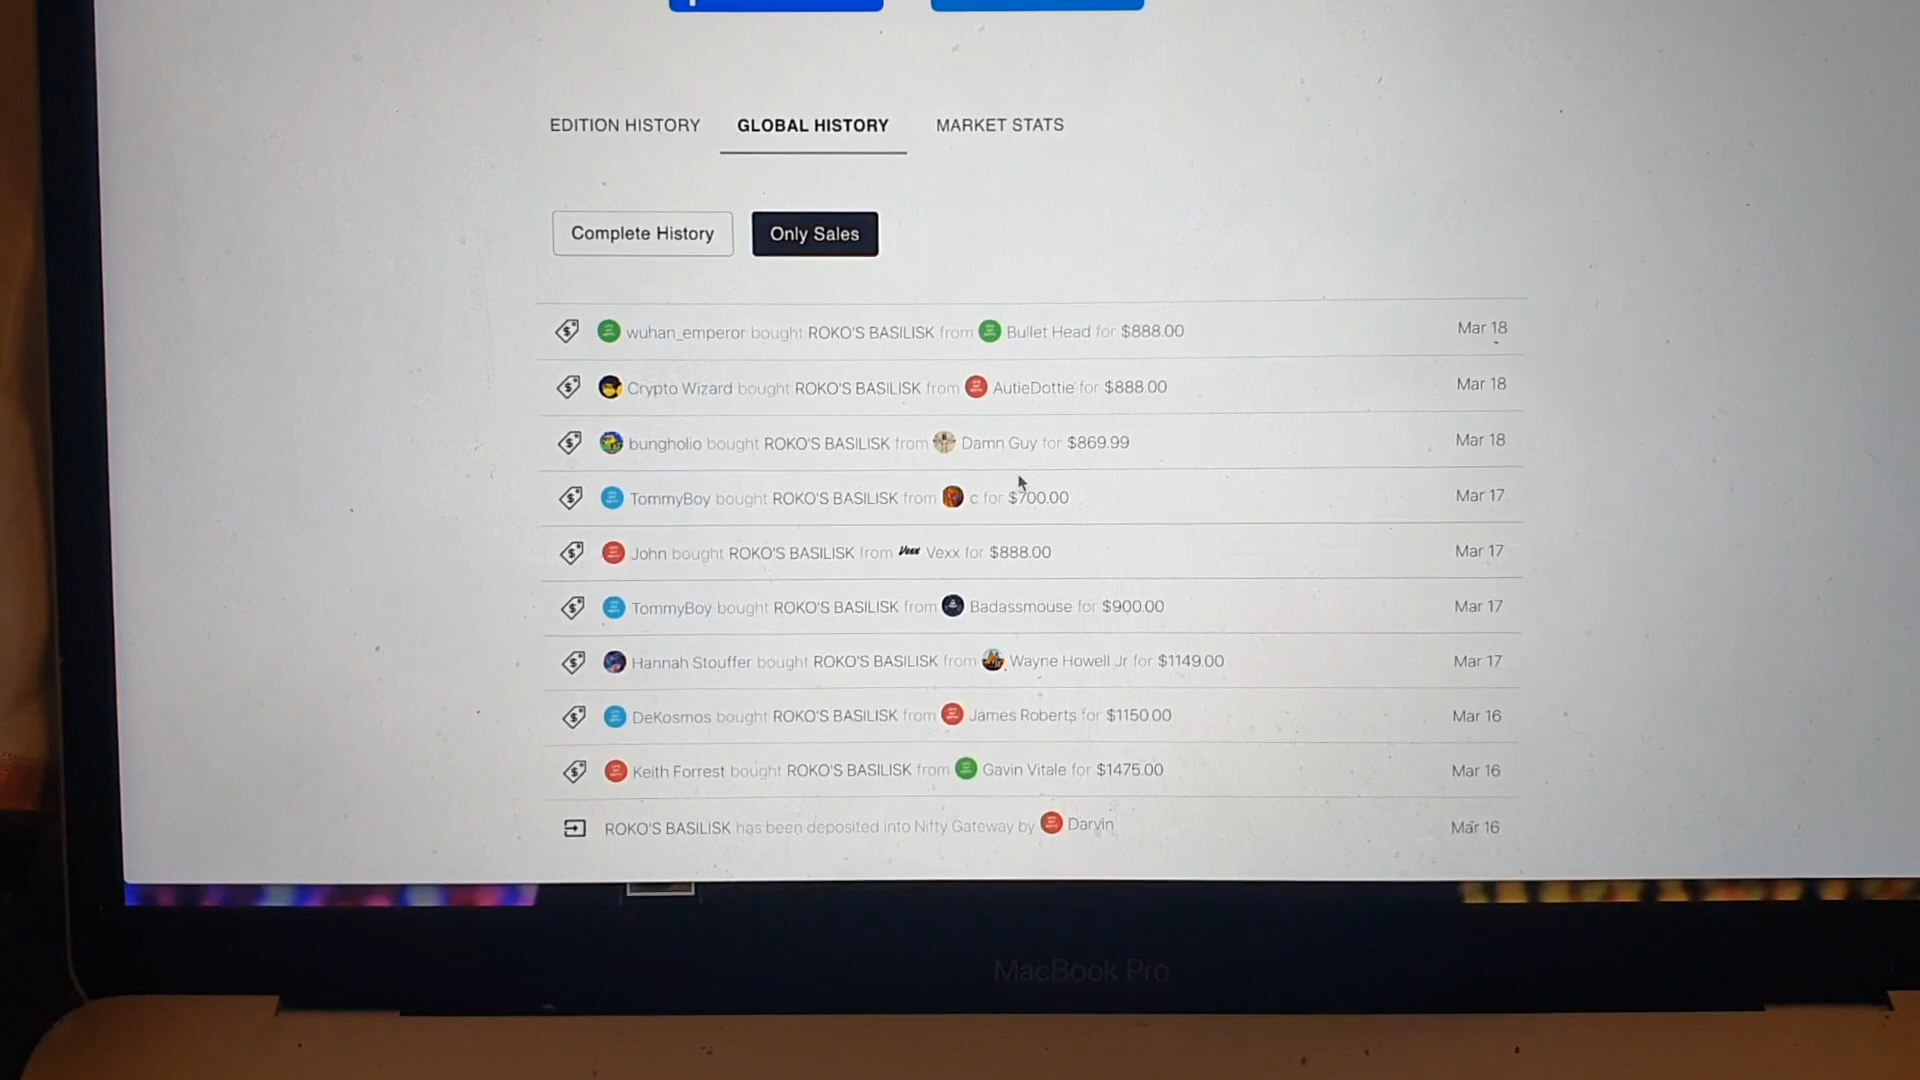 EDITION HISTORY GLOBAL HISTORY MARKET STATS
Complete History Only Sales
wuhan_emperor bought ROKO'S BASILISK from Bullet Head for $888.00 Mar 18
Crypto Wizard bought ROKO'S BASILISK from AutieDottie for $888.00 Mar 18
bungholio bought ROKO'S BASILISK from Damn Guy for $869.99 Mar 18
TommyBoy bought ROKO'S BASILISK from c for $700.00 Mar 17
John bought ROKO'S BASILISK from Vexx Vexx for $888.00 Mar 17
TommyBoy bought ROKO'S BASILISK from Badassmouse for $900.00 Mar 17
Hannah Stouffer bought ROKO'S BASILISK from Wayne Howell Jr for $1149.00 Mar 17
DeKosmos bought ROKO'S BASILISK from James Roberts for $1150.00 Mar 16
Keith Forrest bought ROKO'S BASILISK from Gavin Vitale for $1475.00 Mar 16
ROKO'S BASILISK has been deposited into Nifty Gateway by Darvin Mar 16
MacBook Pro